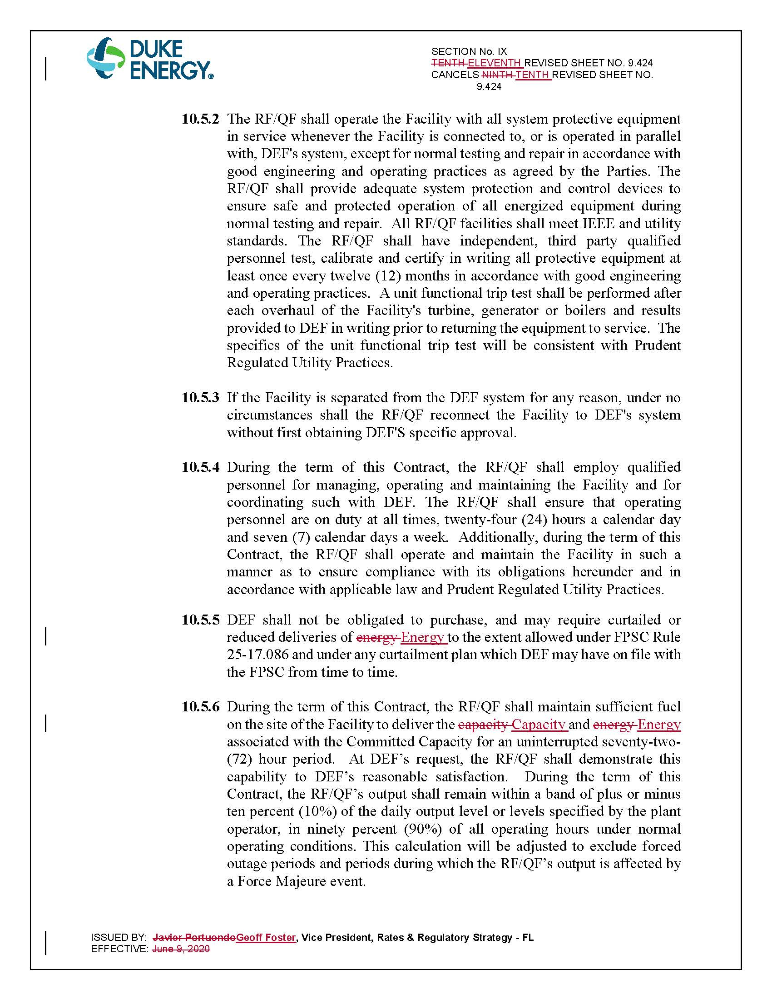 DUKE
ENERGY®
SECTION No. IX
TENTH ELEVENTH REVISED SHEET NO. 9.424
CANCELS NINTH TENTH REVISED SHEET NO.
9.424
10.5.2 The RF/QF shall operate the Facility with all system protective equipment
in service whenever the Facility is connected to, or is operated in parallel
with, DEF's system, except for normal testing and repair in accordance with
good engineering and operating practices as agreed by the Parties. The
RF/QF shall provide adequate system protection and control devices to
ensure safe and protected operation of all energized equipment during
normal testing and repair. All RF/QF facilities shall meet IEEE and utility
standards. The RF/QF shall have independent, third party qualified
personnel test, calibrate and certify in writing all protective equipment at
least once every twelve (12) months in accordance with good engineering
and operating practices. A unit functional trip test shall be performed after
each overhaul of the Facility's turbine, generator or boilers and results
provided to DEF in writing prior to returning the equipment to service. The
specifics of the unit functional trip test will be consistent with Prudent
Regulated Utility Practices.
10.5.3 If the Facility is separated from the DEF system for any reason, under no
circumstances shall the RF/QF reconnect the Facility to DEF's system
without first obtaining DEF'S specific approval.
10.5.4 During the term of this Contract, the RF/QF shall employ qualified
personnel for managing, operating and maintaining the Facility and for
coordinating such with DEF. The RF/QF shall ensure that operating
personnel are on duty at all times, twenty-four (24) hours a calendar day
and seven (7) calendar days a week. Additionally, during the term of this
Contract, the RF/QF shall operate and maintain the Facility in such a
manner as to ensure compliance with its obligations hereunder and in
accordance with applicable law and Prudent Regulated Utility Practices.
10.5.5 DEF shall not be obligated to purchase, and may require curtailed or
reduced deliveries of energy Energy to the extent allowed under FPSC Rule
25-17.086 and under any curtailment plan which DEF may have on file with
the FPSC from time to time.
10.5.6 During the term of this Contract, the RF/QF shall maintain sufficient fuel
on the site of the Facility to deliver the capacity Capacity and energy Energy
associated with the Committed Capacity for an uninterrupted seventy-two-
(72) hour period. At DEF’s request, the RF/QF shall demonstrate this
capability to DEF’s reasonable satisfaction. During the term of this
Contract, the RF/QF’s output shall remain within a band of plus or minus
ten percent (10%) of the daily output level or levels specified by the plant
operator, in ninety percent (90%) of all operating hours under normal
operating conditions. This calculation will be adjusted to exclude forced
outage periods and periods during which the RF/QF’s output is affected by
a Force Majeure event.
ISSUED BY: Javier PortuondoGeoff Foster, Vice President, Rates & Regulatory Strategy - FL
EFFECTIVE: June 9, 2020